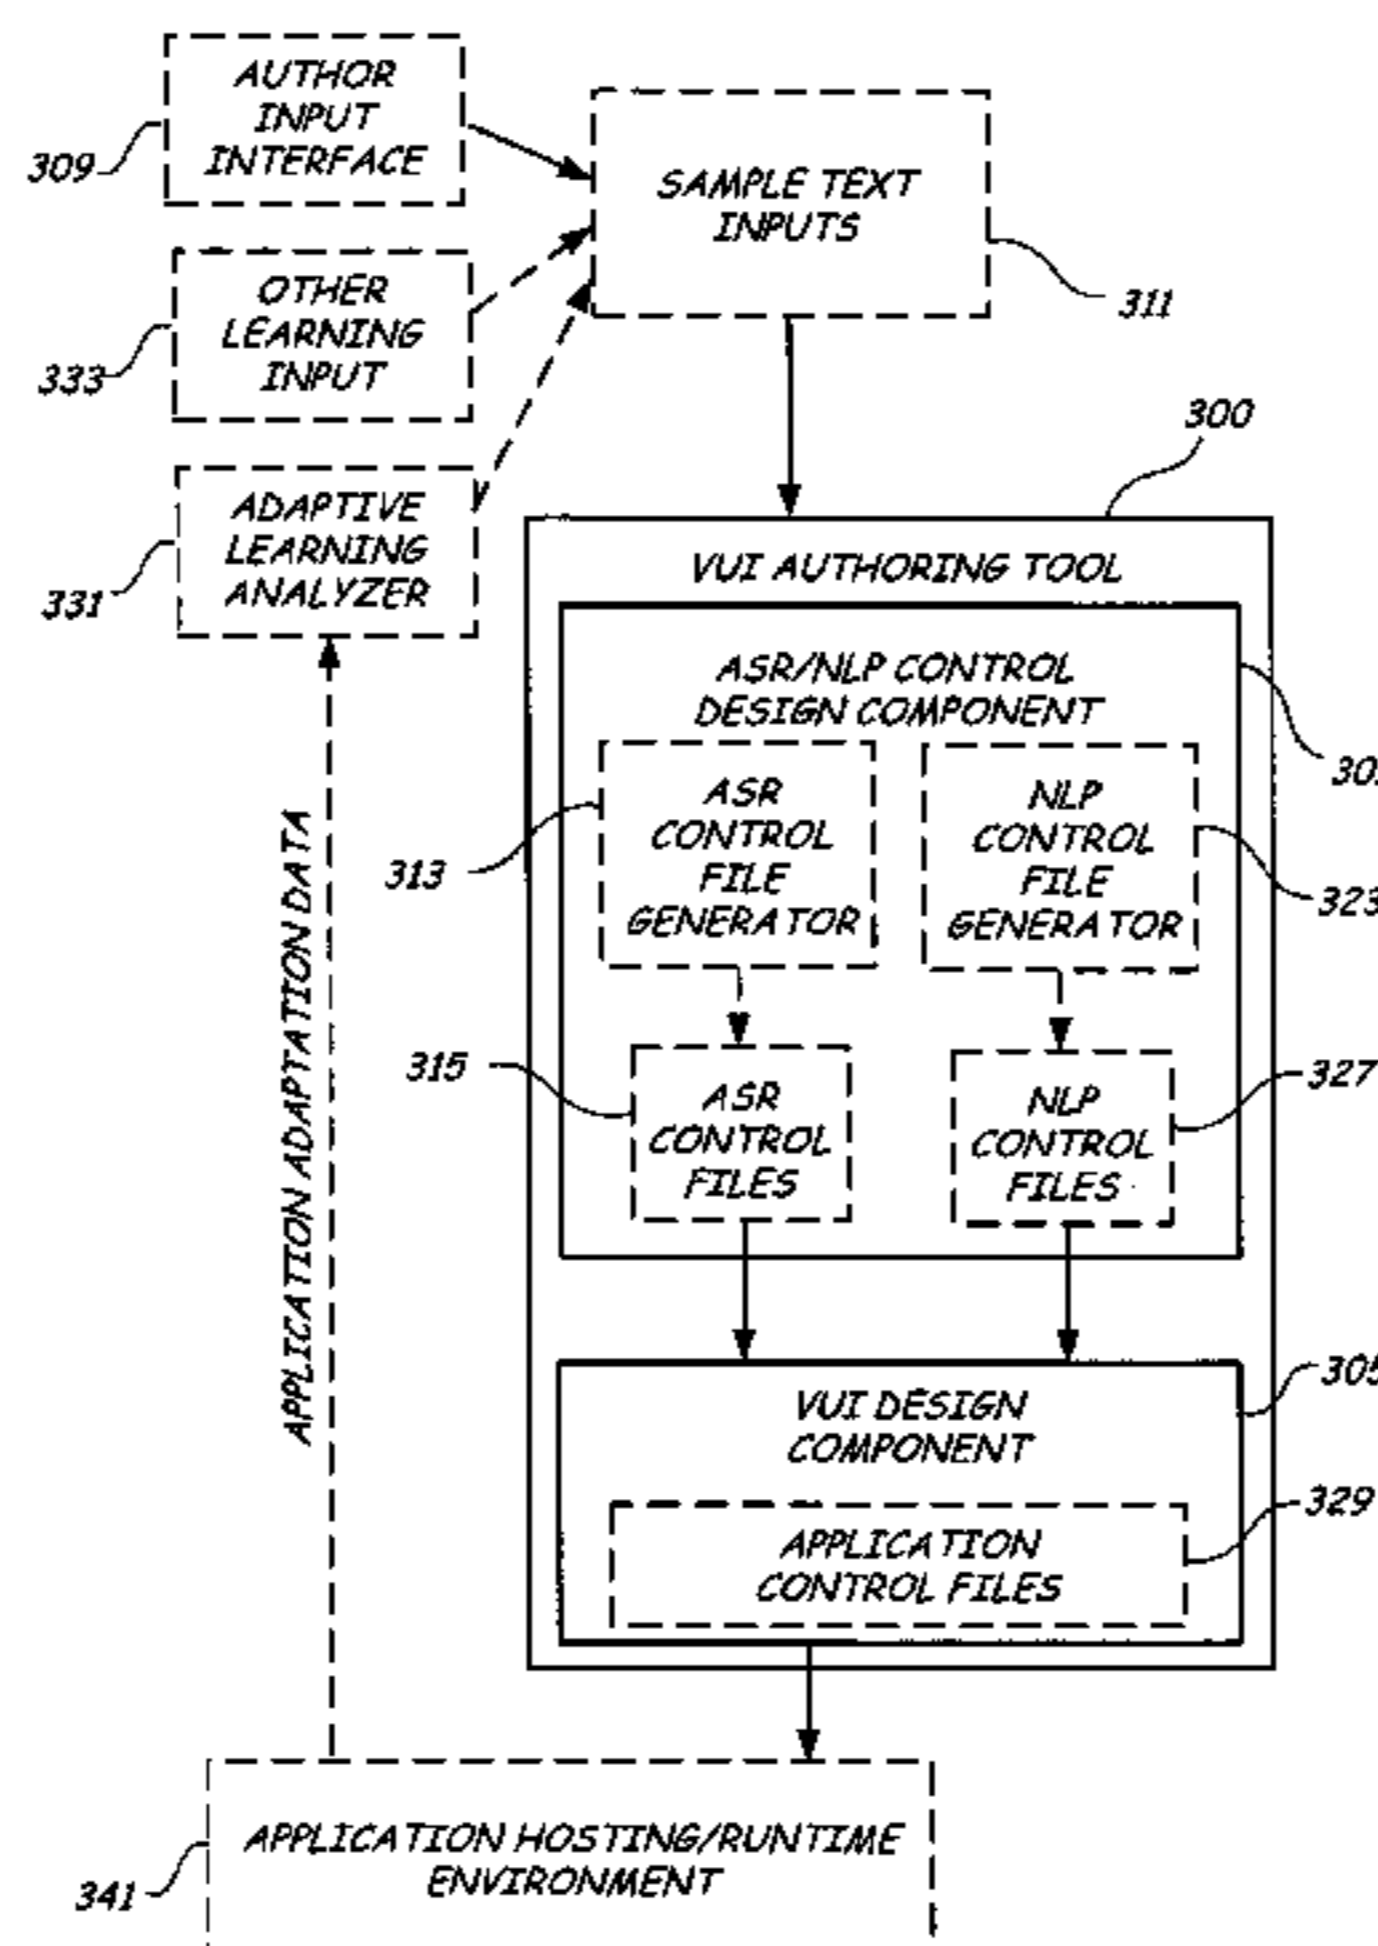 AUTHOR
INPUT
INTERFACE
309
SAMPLE TEXT
INPUTS
311
OTHER
LEARNING
INPUT
333
ADAPTIVE
LEARNING
ANALYZER
331
300
VUI AUTHORING TOOL
ASR/NLP CONTROL
DESIGN COMPONENT
ASR
CONTROL
FILE
GENERATOR
313
NLP
CONTROL
FILE
GENERATOR
323
ASR
CONTROL
FILES
315
NLP
CONTROL
FILES
327
APPLICATION ADAPTATION DATA
VUI DESIGN
COMPONENT
305
APPLICATION
CONTROL FILES
329
APPLICATION HOSTING/RUNTIME
ENVIRONMENT
341